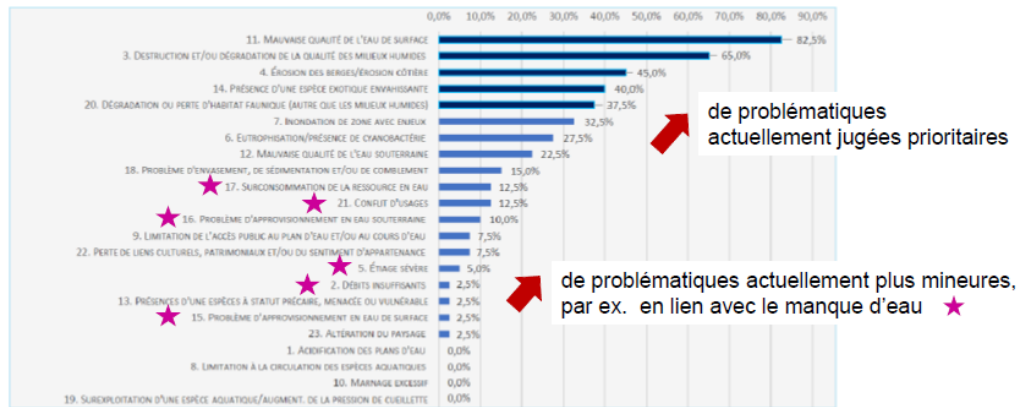 0,0% 10,0% 20,0% 30,0% 40,0% 50,0% 60,0% 70,0% 80,0% 90,0%
11. MAUVAISE QUALITÉ DE L'EAU DE SURFACE 82,5%
3. DESTRUCTION ET/OU DÉGRADATION DE LA QUALITÉ DES MILIEUX HUMIDES 65,0%
4. ÉROSION DES BERGES/ÉROSION CÔTIÈRE 45,0%
14. PRÉSENCE D'UNE ESPÈCE EXOTIQUE ENVAHISSANTE 40,0%
20. DÉGRADATION OU PERTE D'HABITAT FAUNIQUE (AUTRE QUE LES MILIEUX HUMIDES) 37,5%
7. INONDATION DE ZONE AVEC ENJEUX 32,5%
6. EUTROPHISATION/PRÉSENCE DE CYANOBACTÉRIE 27,5%
12. MAUVAISE QUALITÉ DE L'EAU SOUTERRAINE 22,5%
18. PROBLÈME D'ENVASEMENT, DE SÉDIMENTATION ET/OU DE COMBLEMENT 15,0%
17. SURCONSOMMATION DE LA RESSOURCE EN EAU 12,5%
21. CONFLIT D'USAGES 12,5%
16. PROBLÈME D'APPROVISIONNEMENT EN EAU SOUTERRAINE 10,0%
9. LIMITATION DE L'ACCÈS PUBLIC AU PLAN D'EAU ET/OU AU COURS D'EAU 7,5%
22. PERTE DE LIENS CULTURELS, PATRIMONIAUX ET/OU DU SENTIMENT D'APPARTENANCE 7,5%
5. ÉTIAGE SÉVÈRE 5,0%
2. DÉBITS INSUFFISANTS 2,5%
13. PRÉSENCES D'UNE ESPÈCES À STATUT PRÉCAIRE, MENACÉE OU VULNÉRABLE 2,5%
15. PROBLÈME D'APPROVISIONNEMENT EN EAU DE SURFACE 2,5%
23. ALTÉRATION DU PAYSAGE 2,5%
1. ACIDIFICATION DES PLANS D'EAU 0,0%
8. LIMITATION À LA CIRCULATION DES ESPÈCES AQUATIQUES 0,0%
10. MARNAGE EXCESSIF 0,0%
19. SUREXPLOITATION D'UNE ESPÈCE AQUATIQUE/AUGMENT. DE LA PRESSION DE CUEILLETTE 0,0%
de problématiques
actuellement jugées prioritaires
de problématiques actuellement plus mineures,
par ex. en lien avec le manque d'eau